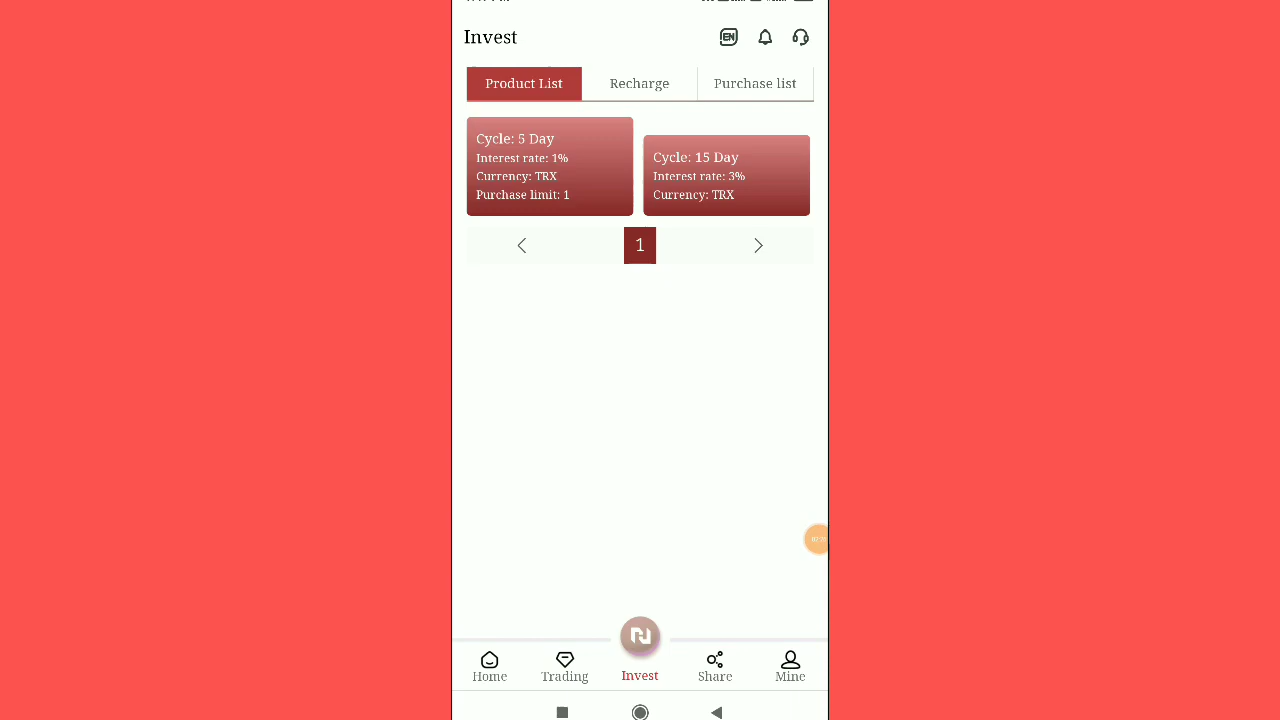 Invest
EN
Product List
Recharge
Purchase list
Cycle: 5 Day
Interest rate: 1%
Currency: TRX
Purchase limit: 1
Cycle: 15 Day
Interest rate: 3%
Currency: TRX
1
Home
Trading
Invest
Share
Mine